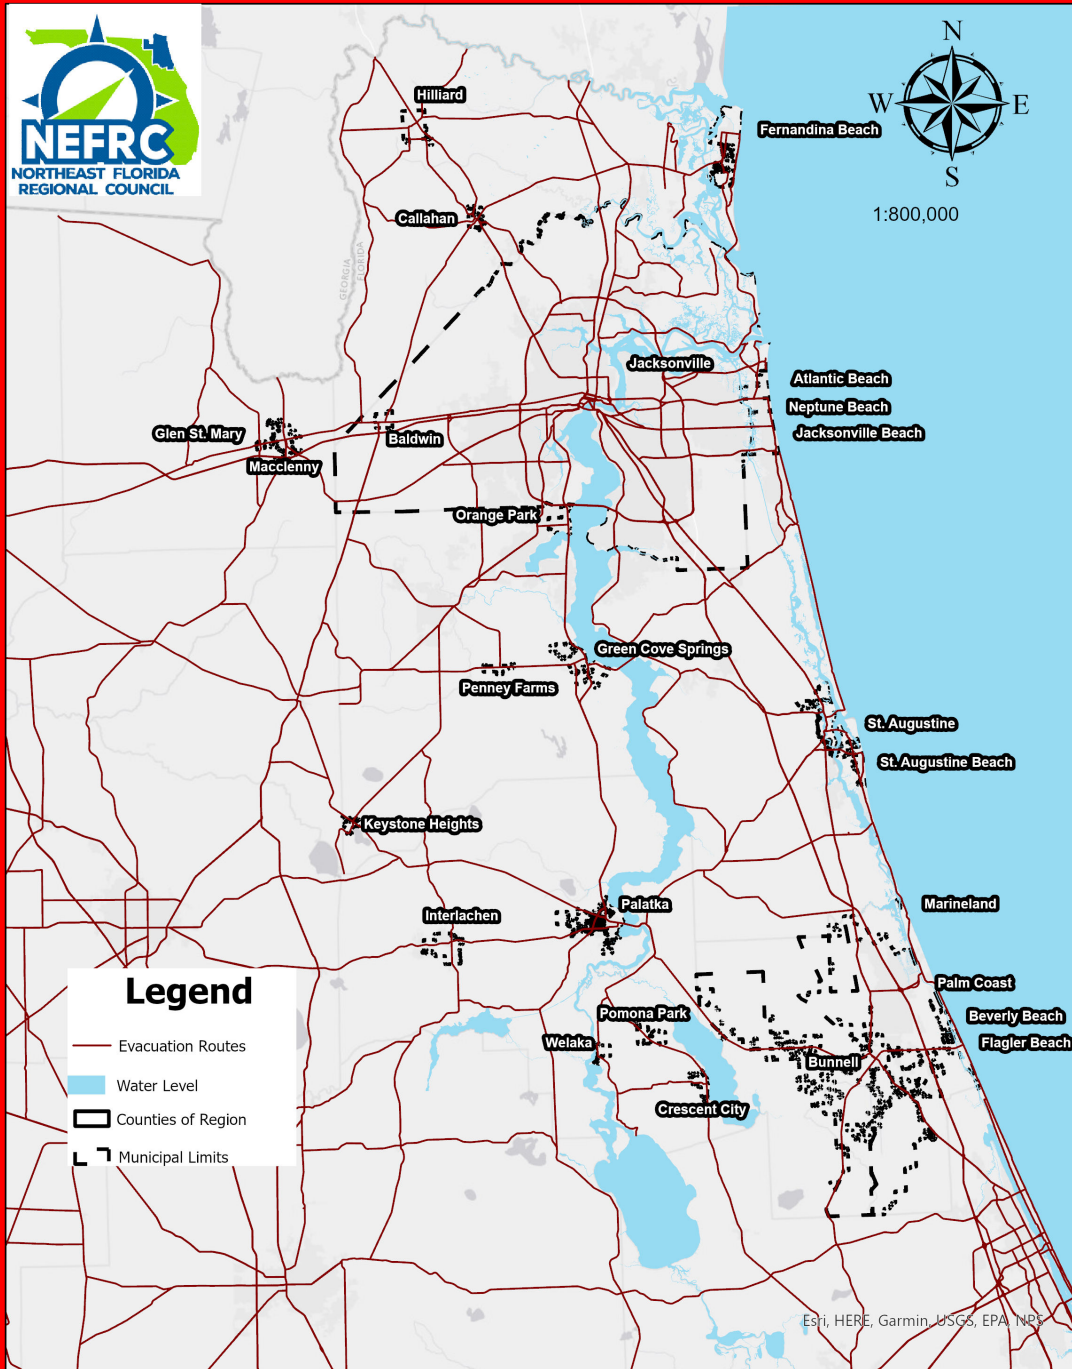 NEFRC
NORTHEAST FLORIDA
REGIONAL COUNCIL
N
W
E
S
1:800,000
Hilliard
Fernandina Beach
Callahan
GEORGIA
FLORIDA
Jacksonville
Atlantic Beach
Neptune Beach
Jacksonville Beach
Glen St. Mary
Baldwin
Macclenny
Orange Park
Green Cove Springs
Penney Farms
St. Augustine
St. Augustine Beach
Keystone Heights
Palatka
Marineland
Interlachen
Palm Coast
Pomona Park
Beverly Beach
Welaka
Flagler Beach
Bunnell
Crescent City
Legend
Evacuation Routes
Water Level
Counties of Region
Municipal Limits
Esri, HERE, Garmin, USGS, EPA, NPS